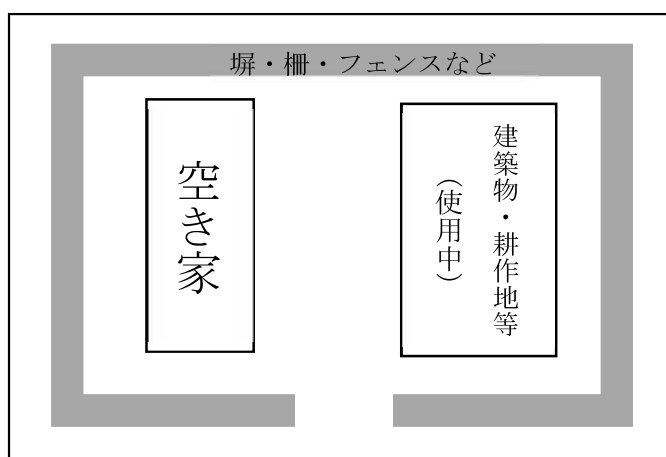 塀・柵・フェンスなど
空き家
建築物・耕作地等
（使用中）